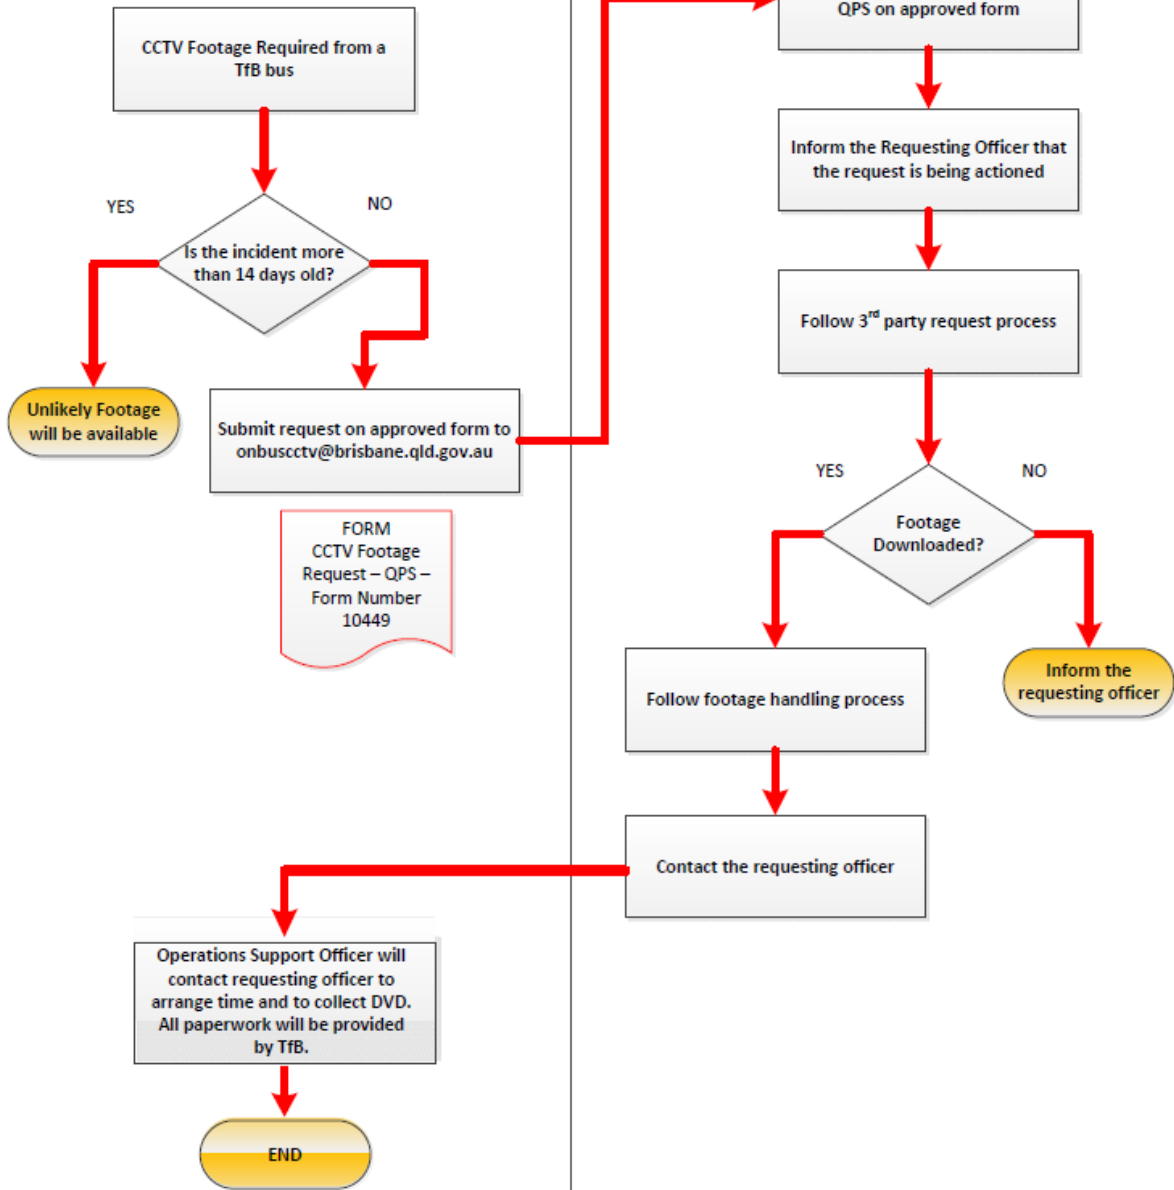 CCTV Footage Required from a
TfB bus
YES
NO
Is the incident more
than 14 days old?
Unlikely Footage
will be available
Submit request on approved form to
onbuscctv@brisbane.qld.gov.au
FORM
CCTV Footage
Request – QPS –
Form Number
10449
QPS on approved form
Inform the Requesting Officer that
the request is being actioned
Follow 3rd party request process
YES
NO
Footage
Downloaded?
Inform the
requesting officer
Follow footage handling process
Contact the requesting officer
Operations Support Officer will
contact requesting officer to
arrange time and to collect DVD.
All paperwork will be provided
by TfB.
END